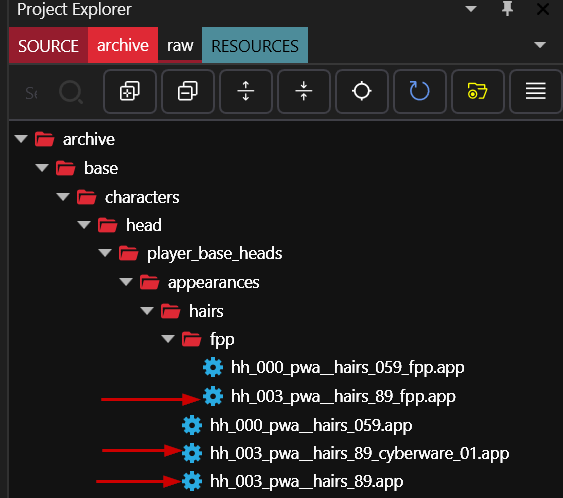 Project Explorer
SOURCE archive raw RESOURCES
archive
base
characters
head
player_base_heads
appearances
hairs
fpp
hh_000_pwa__hairs_059_fpp.app
hh_003_pwa__hairs_89_fpp.app
hh_000_pwa__hairs_059.app
hh_003_pwa__hairs_89_cyberware_01.app
hh_003_pwa__hairs_89.app